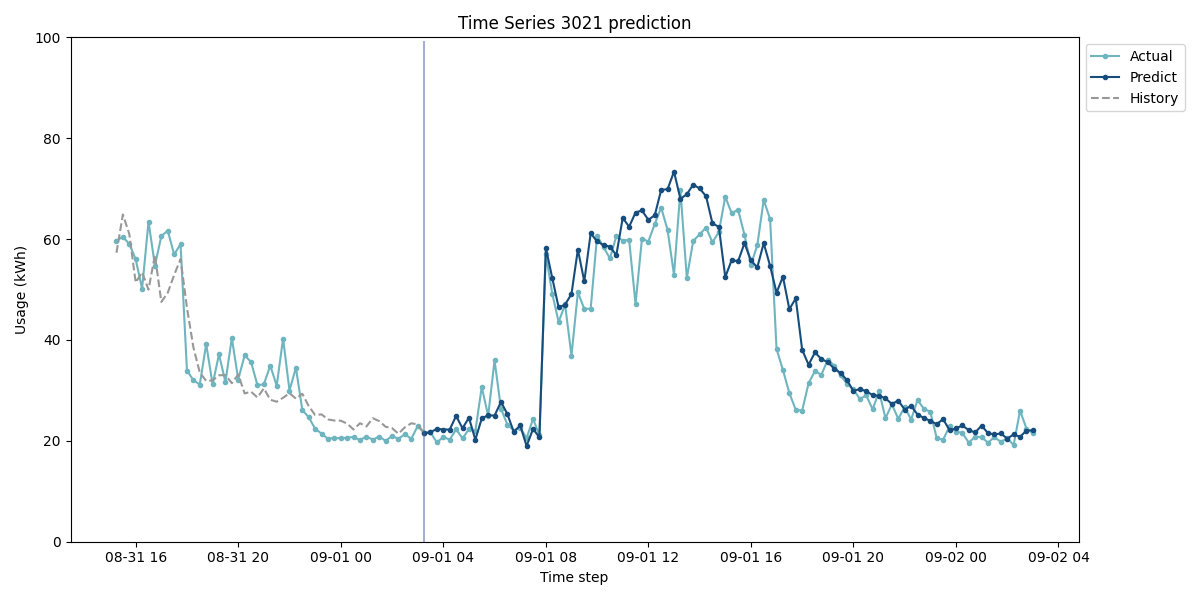 Time Series 3021 prediction
Actual
Predict
History
Usage (kWh)
100
80
60
40
20
0
08-31 16
08-31 20
09-01 00
09-01 04
09-01 08
09-01 12
09-01 16
09-01 20
09-02 00
09-02 04
Time step